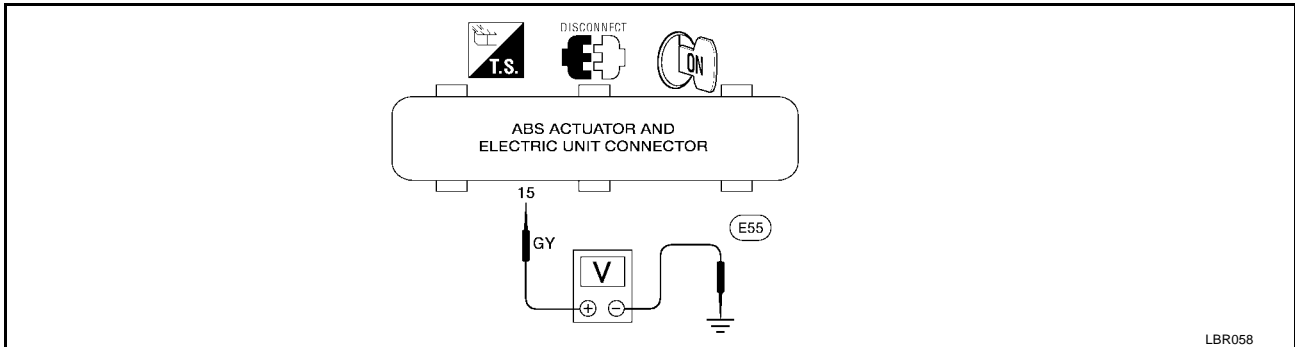 DISCONNECT
T.S.
ON
ABS ACTUATOR AND
ELECTRIC UNIT CONNECTOR
15
E55
GY
V
+ −
LBR058